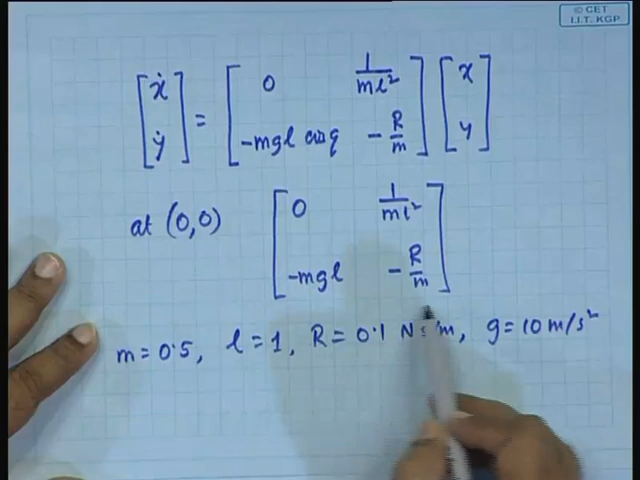 © CET
I.I.T. KGP
[ẋ ẏ] = [0 1/ml² -mgl cos q -R/m] [x y]
at (0,0) [0 1/ml² -mgl -R/m]
m = 0.5, l = 1, R = 0.1 N m, g = 10 m/s²